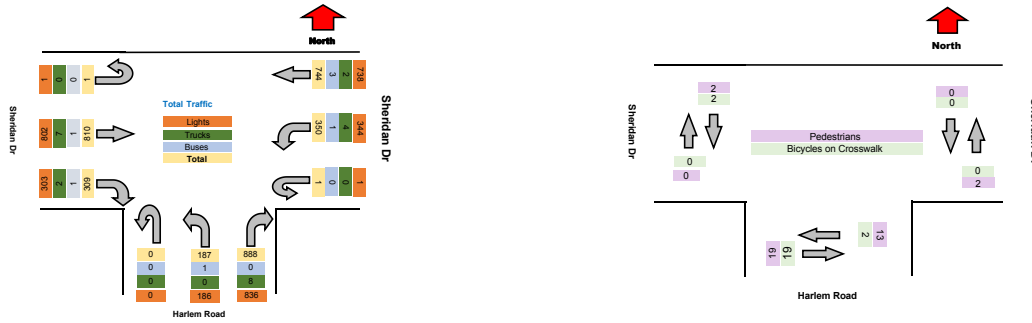 North
1 0 0 1
744 3 2 738
Sheridan Dr
Total Traffic
Lights
Trucks
Buses
Total
802 7 1 810
350 1 4 344
Sheridan Dr
303 2 1 309
1 0 0 1
0 187 888
0 1 0
0 0 8
0 186 836
Harlem Road
North
2
2
0
0
Sheridan Dr
Pedestrians
Bicycles on Crosswalk
0
0
0
2
2 13
19 19
Harlem Road